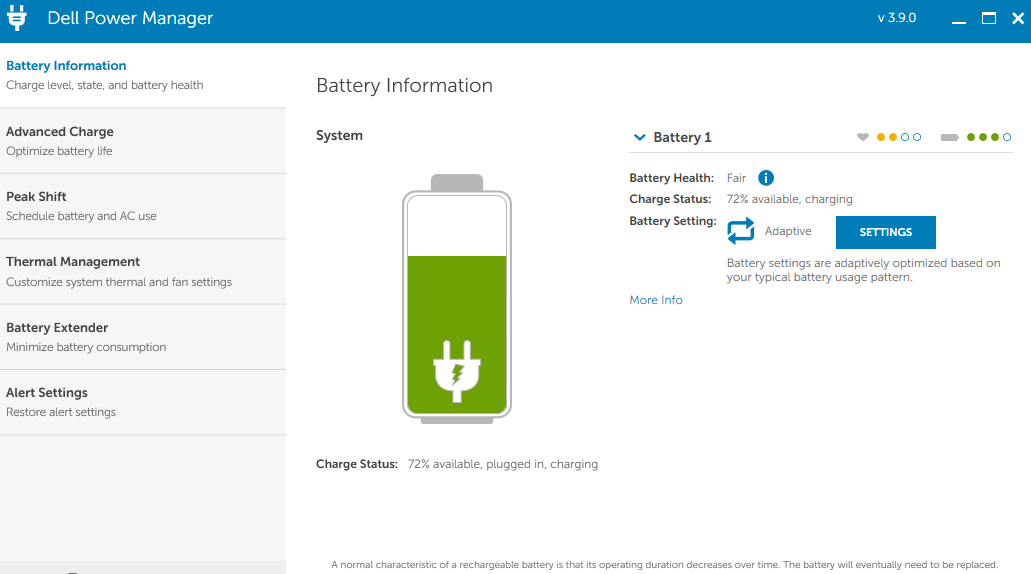 Dell Power Manager
v 3.9.0
Battery Information
Charge level, state, and battery health
Advanced Charge
Optimize battery life
Peak Shift
Schedule battery and AC use
Thermal Management
Customize system thermal and fan settings
Battery Extender
Minimize battery consumption
Alert Settings
Restore alert settings
Battery Information
System
Charge Status: 72% available, plugged in, charging
Battery 1
Battery Health: Fair i
Charge Status: 72% available, charging
Battery Setting: Adaptive SETTINGS
Battery settings are adaptively optimized based on
your typical battery usage pattern.
More Info
A normal characteristic of a rechargeable battery is that its operating duration decreases over time. The battery will eventually need to be replaced.